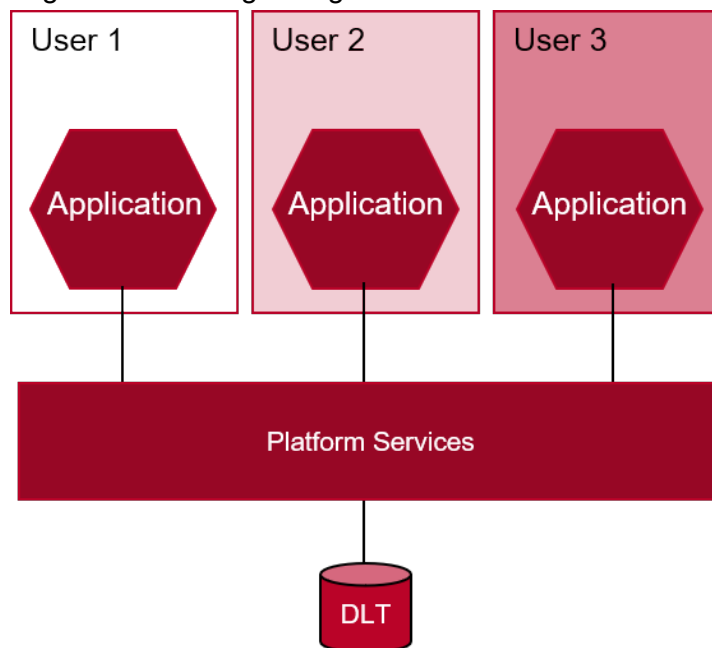 User 1
User 2
User 3
Application
Application
Application
Platform Services
DLT